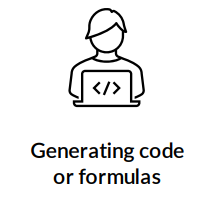 </>
Generating code
or formulas